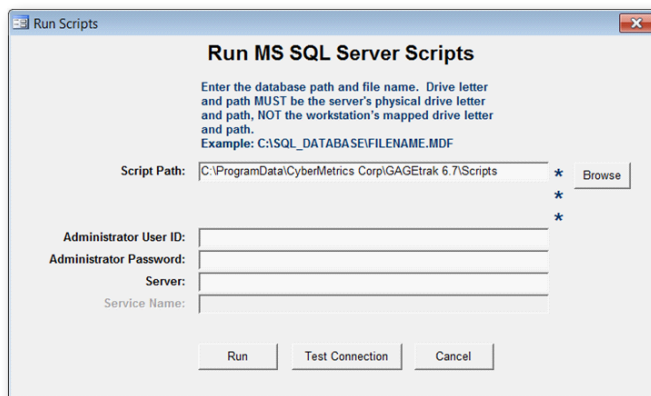 Run Scripts
Run MS SQL Server Scripts
Enter the database path and file name. Drive letter
and path MUST be the server's physical drive letter
and path, NOT the workstation's mapped drive letter
and path.
Example: C:\SQL_DATABASE\FILENAME.MDF
Script Path: C:\ProgramData\CyberMetrics Corp\GAGEtrak 6.7\Scripts * Browse
*
*
Administrator User ID:
Administrator Password:
Server:
Service Name:
Run Test Connection Cancel